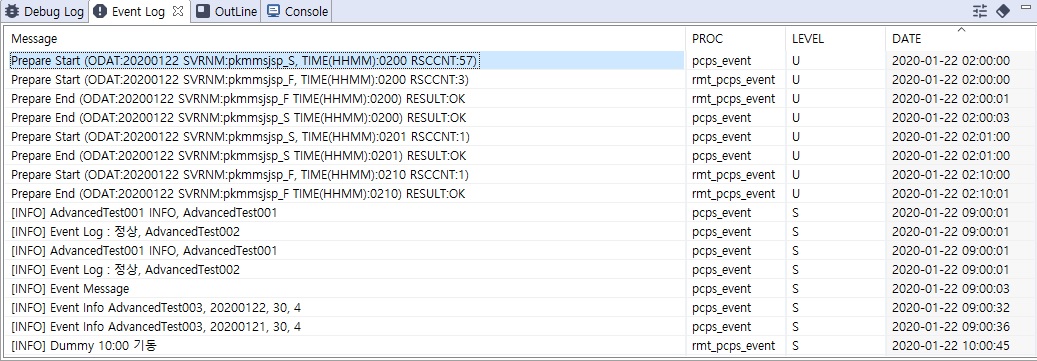 Debug Log Event Log OutLine Console
Message PROC LEVEL DATE
Prepare Start (ODAT:20200122 SVRNM:pkmmsjsp_S, TIME(HHMM):0200 RSCCNT:57) pcps_event U 2020-01-22 02:00:00
Prepare Start (ODAT:20200122 SVRNM:pkmmsjsp_F, TIME(HHMM):0200 RSCCNT:3) rmt_pcps_event U 2020-01-22 02:00:00
Prepare End (ODAT:20200122 SVRNM:pkmmsjsp_F TIME(HHMM):0200) RESULT:OK rmt_pcps_event U 2020-01-22 02:00:01
Prepare End (ODAT:20200122 SVRNM:pkmmsjsp_S TIME(HHMM):0200) RESULT:OK pcps_event U 2020-01-22 02:00:03
Prepare Start (ODAT:20200122 SVRNM:pkmmsjsp_S, TIME(HHMM):0201 RSCCNT:1) pcps_event U 2020-01-22 02:01:00
Prepare End (ODAT:20200122 SVRNM:pkmmsjsp_S TIME(HHMM):0201) RESULT:OK pcps_event U 2020-01-22 02:01:00
Prepare Start (ODAT:20200122 SVRNM:pkmmsjsp_F, TIME(HHMM):0210 RSCCNT:1) rmt_pcps_event U 2020-01-22 02:10:00
Prepare End (ODAT:20200122 SVRNM:pkmmsjsp_F TIME(HHMM):0210) RESULT:OK rmt_pcps_event U 2020-01-22 02:10:01
[INFO] AdvancedTest001 INFO, AdvancedTest001 pcps_event S 2020-01-22 09:00:01
[INFO] Event Log : 정상, AdvancedTest002 pcps_event S 2020-01-22 09:00:01
[INFO] AdvancedTest001 INFO, AdvancedTest001 pcps_event S 2020-01-22 09:00:01
[INFO] Event Log : 정상, AdvancedTest002 pcps_event S 2020-01-22 09:00:01
[INFO] Event Message pcps_event S 2020-01-22 09:00:03
[INFO] Event Info AdvancedTest003, 20200122, 30, 4 pcps_event S 2020-01-22 09:00:32
[INFO] Event Info AdvancedTest003, 20200121, 30, 4 pcps_event S 2020-01-22 09:00:36
[INFO] Dummy 10:00 기동 rmt_pcps_event S 2020-01-22 10:00:45